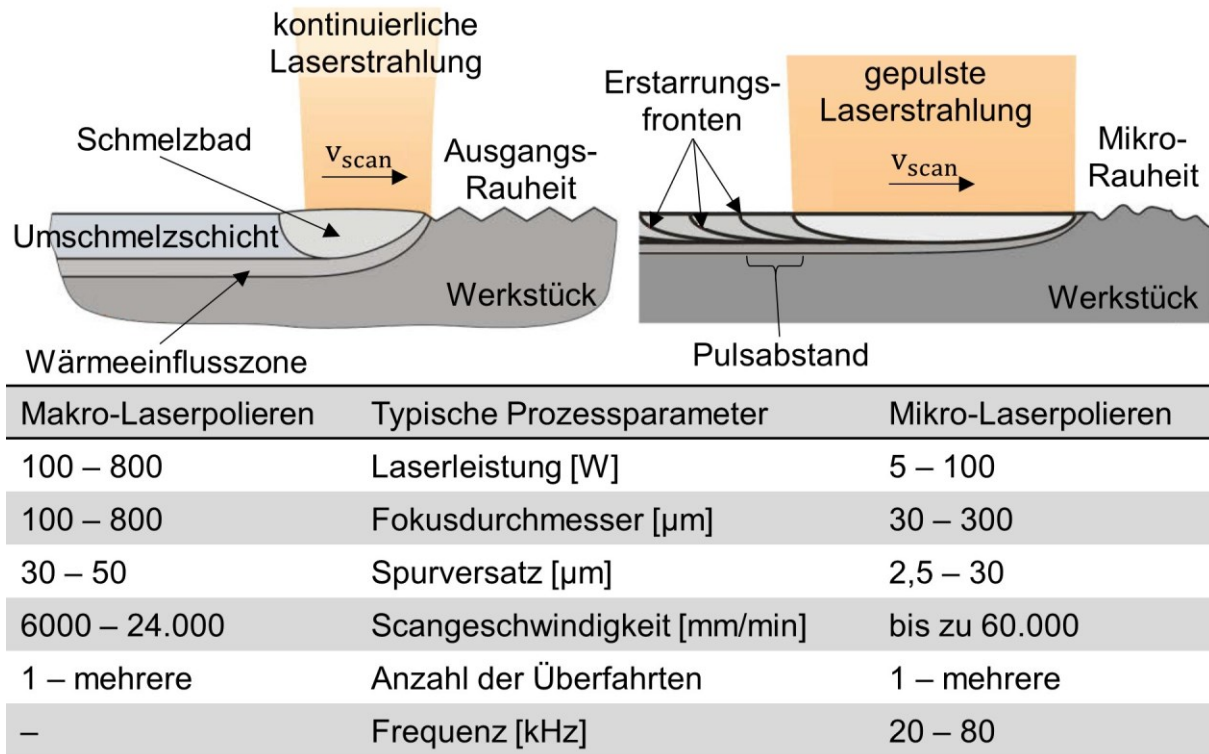 kontinuierliche
Laserstrahlung
Schmelzbad
v_scan
Ausgangs-
Rauheit
Umschmelzschicht
Werkstück
Wärmeeinflusszone
Erstarrungs-
fronten
gepulste
Laserstrahlung
v_scan
Mikro-
Rauheit
Werkstück
Pulsabstand
Makro-Laserpolieren Typische Prozessparameter Mikro-Laserpolieren
100 – 800 Laserleistung [W] 5 – 100
100 – 800 Fokusdurchmesser [µm] 30 – 300
30 – 50 Spurversatz [µm] 2,5 – 30
6000 – 24.000 Scangeschwindigkeit [mm/min] bis zu 60.000
1 – mehrere Anzahl der Überfahrten 1 – mehrere
– Frequenz [kHz] 20 – 80